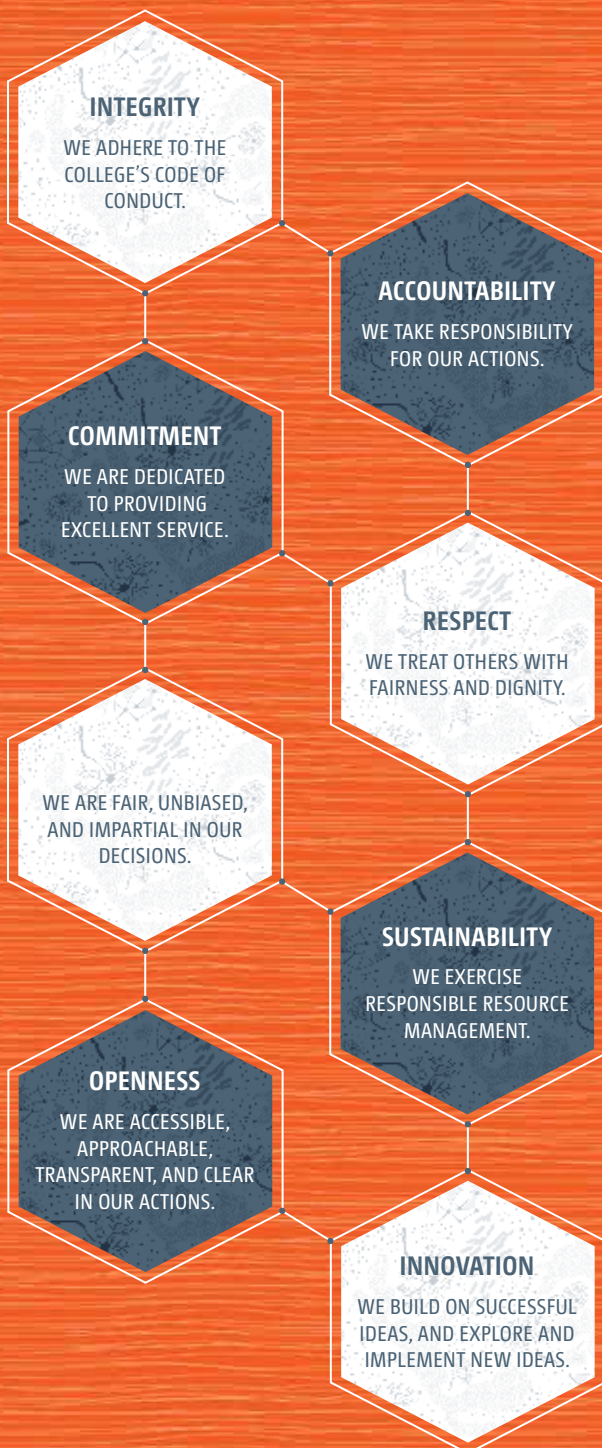 INTEGRITY
WE ADHERE TO THE
COLLEGE'S CODE OF
CONDUCT.
ACCOUNTABILITY
WE TAKE RESPONSIBILITY
FOR OUR ACTIONS.
COMMITMENT
WE ARE DEDICATED
TO PROVIDING
EXCELLENT SERVICE.
RESPECT
WE TREAT OTHERS WITH
FAIRNESS AND DIGNITY.
WE ARE FAIR, UNBIASED,
AND IMPARTIAL IN OUR
DECISIONS.
SUSTAINABILITY
WE EXERCISE
RESPONSIBLE RESOURCE
MANAGEMENT.
OPENNESS
WE ARE ACCESSIBLE,
APPROACHABLE,
TRANSPARENT, AND CLEAR
IN OUR ACTIONS.
INNOVATION
WE BUILD ON SUCCESSFUL
IDEAS, AND EXPLORE AND
IMPLEMENT NEW IDEAS.